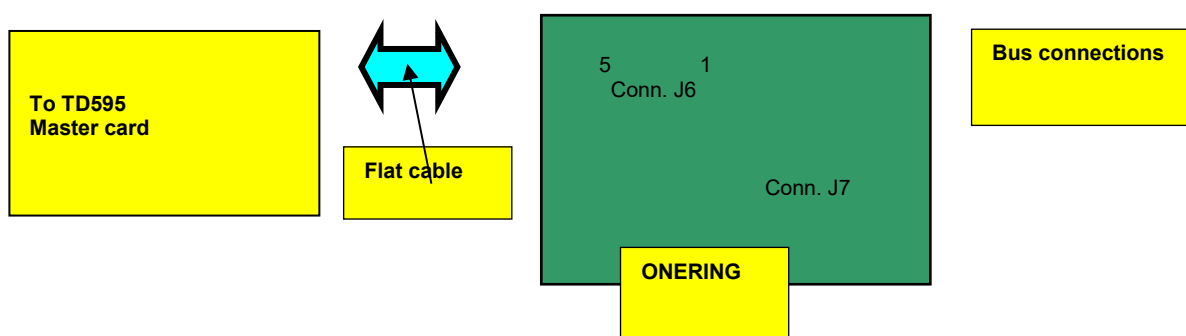 To TD595
Master card
Flat cable
5 1
Conn. J6
Conn. J7
ONERING
Bus connections